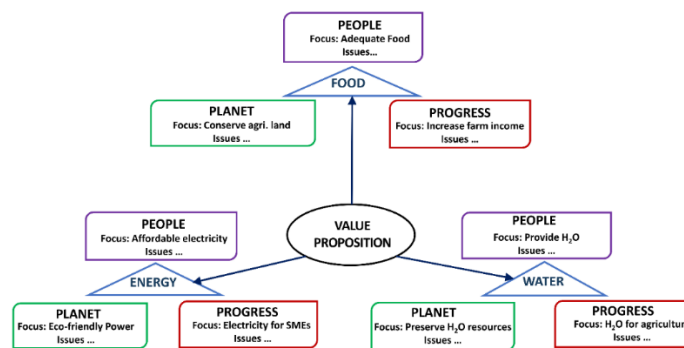 PEOPLE
Focus: Adequate Food
Issues...
FOOD
PLANET
Focus: Conserve agri. land
Issues ...
PROGRESS
Focus: Increase farm income
Issues ...
VALUE
PROPOSITION
PEOPLE
Focus: Affordable electricity
Issues ...
ENERGY
PLANET
Focus: Eco-friendly Power
Issues ...
PROGRESS
Focus: Electricity for SMEs
Issues ...
PEOPLE
Focus: Provide H₂O
Issues ...
WATER
PLANET
Focus: Preserve H₂O resources
Issues ...
PROGRESS
Focus: H₂O for agricultur
Issues ...